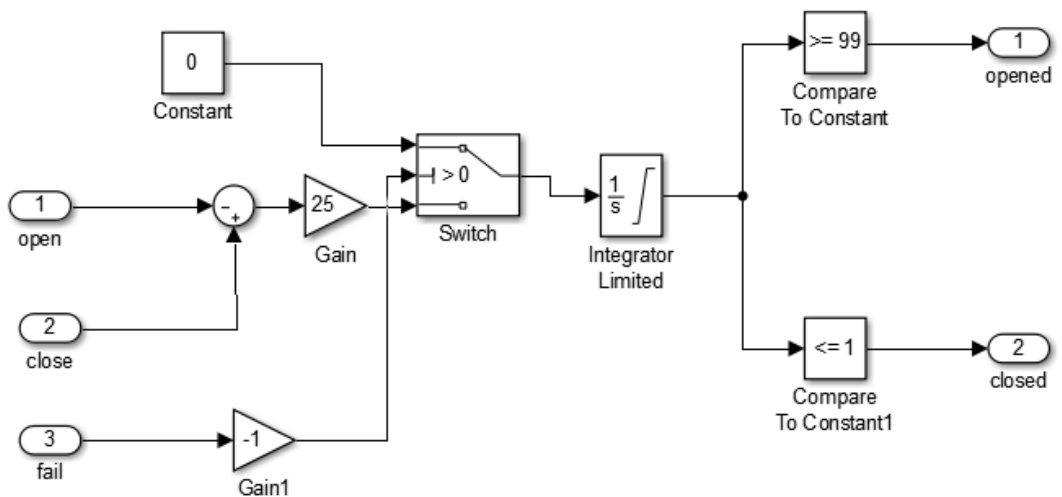 0
Constant
1
open
2
close
3
fail
-
+
25
Gain
-1
Gain1
> 0
Switch
1
s
Integrator
Limited
>= 99
Compare
To Constant
1
opened
<= 1
Compare
To Constant1
2
closed